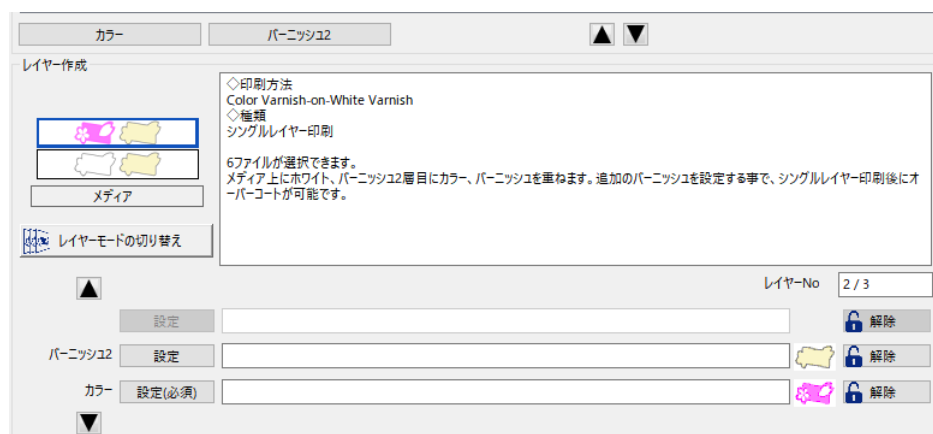 カラー
バーニッシュ2
レイヤー作成
◇印刷方法
Color Varnish-on-White Varnish
◇種類
シングルレイヤー印刷
6ファイルが選択できます。
メディア上にホワイト、バーニッシュ2層目にカラー、バーニッシュを重ねます。追加のバーニッシュを設定する事で、シングルレイヤー印刷後にオ
ーバーコートが可能です。
メディア
レイヤーモードの切り替え
レイヤーNo
2 / 3
設定
解除
バーニッシュ2
設定
解除
カラー
設定(必須)
解除